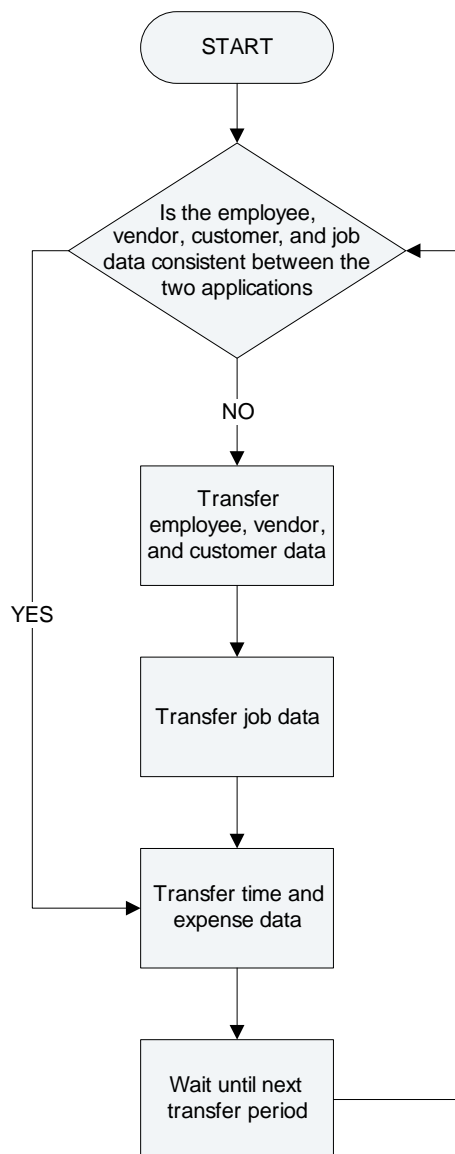 START
Is the employee,
vendor, customer, and job
data consistent between the
two applications
NO
Transfer
employee, vendor,
and customer data
YES
Transfer job data
Transfer time and
expense data
Wait until next
transfer period